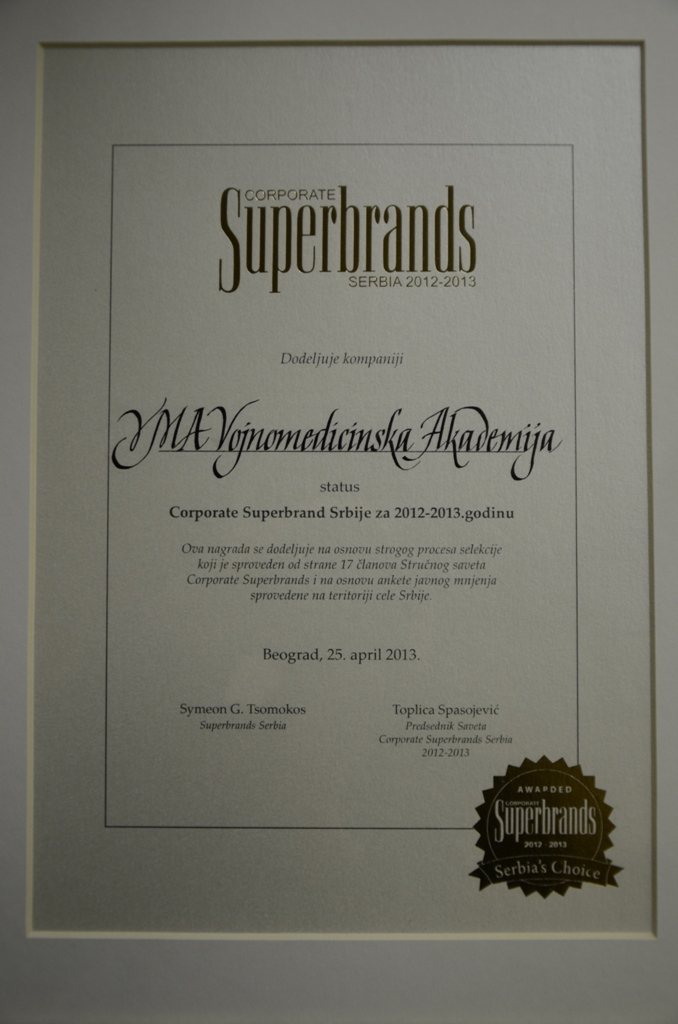 CORPORATE
Superbrands
SERBIA 2012-2013
Dodeljuje kompaniji
VMA Vojnomedicinska Akademija
status
Corporate Superbrand Srbije za 2012-2013.godinu
Ova nagrada se dodeljuje na osnovu strogog procesa selekcije
koji je sproveden od strane 17 članova Stručnog saveta
Corporate Superbrands i na osnovu ankete javnog mnjenja
sprovedene na teritoriji cele Srbije.
Beograd, 25. april 2013.
Symeon G. Tsomokos
Superbrands Serbia
Toplica Spasojević
Predsednik Saveta
Corporate Superbrands Serbia
2012-2013
AWARDED
CORPORATE
Superbrands
2012 2013
Serbia's Choice